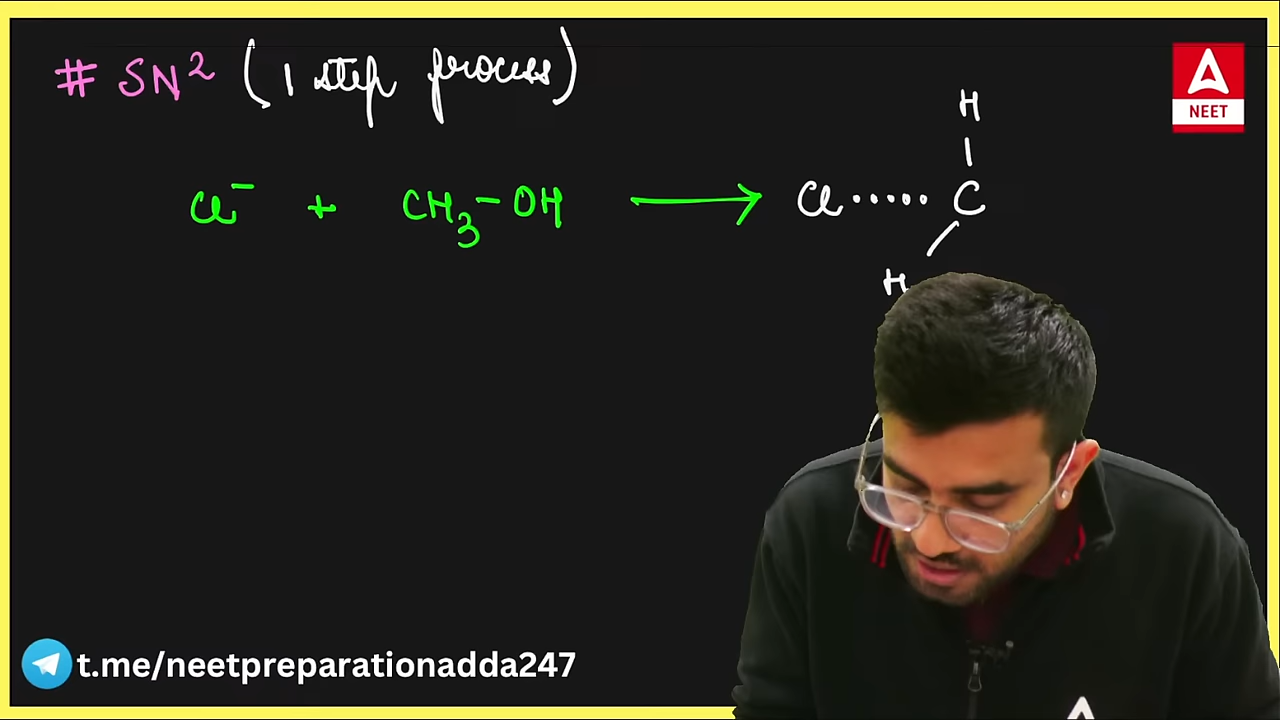 # SN² (1 step process)
H
Cl⁻ + CH₃-OH ⟶ Cl·····C
H
NEET
t.me/neetpreparationadda247